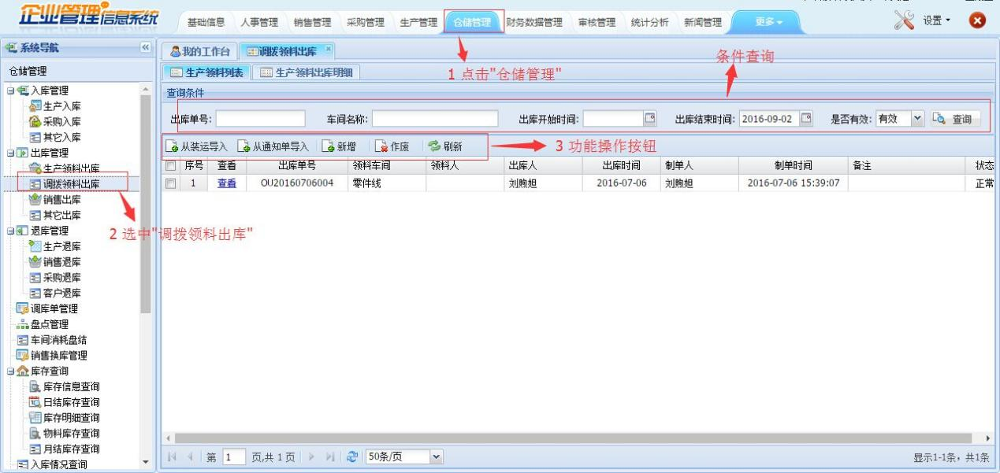 企业管理信息系统
基础信息 人事管理 销售管理 采购管理 生产管理 仓储管理 财务数据管理 审核管理 统计分析 新闻管理 更多 设置
系统导航
仓储管理
入库管理
生产入库
采购入库
其它入库
出库管理
生产领料出库
调拨领料出库
销售出库
其它出库
退库管理
生产退库
销售退库
采购退库
客户退库
调库单管理
盘点管理
车间消耗盘结
销售换库管理
库存查询
库存信息查询
日结库存查询
库存明细查询
物料库存查询
月结库存查询
入库情况查询
我的工作台 调拨领料出库
生产领料列表 生产领料出库明细
1 点击"仓储管理"
条件查询
查询条件
出库单号: 车间名称: 出库开始时间: 出库结束时间: 2016-09-02 是否有效: 有效 查询
从装运导入 从通知单导入 新增 作废 刷新
3 功能操作按钮
序号 查看 出库单号 领料车间 领料人 出库人 出库时间 制单人 制单时间 备注 状态
1 查看 OU20160706004 零件线 刘煦妲 2016-07-06 刘煦妲 2016-07-06 15:39:07 正常
2 选中"调拨领料出库"
第 1 页,共 1 页 50条/页 显示1-1条，共1条